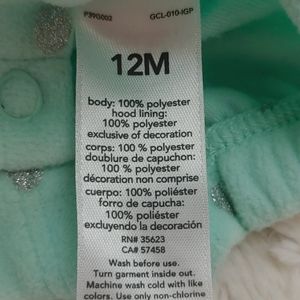 P39G002 GCL-010-IGP
12M
body: 100% polyester
hood lining:
100% polyester
exclusive of decoration
corps: 100% polyester
doublure de capuchon:
100% polyester
décoration non comprise
cuerpo: 100% poliéster
forro de capucha:
100% poliéster
excluyendo la decoración
RN# 35623
CA# 57458
Wash before use.
Turn garment inside out.
Machine wash cold with like
colors. Use only non-chlorine